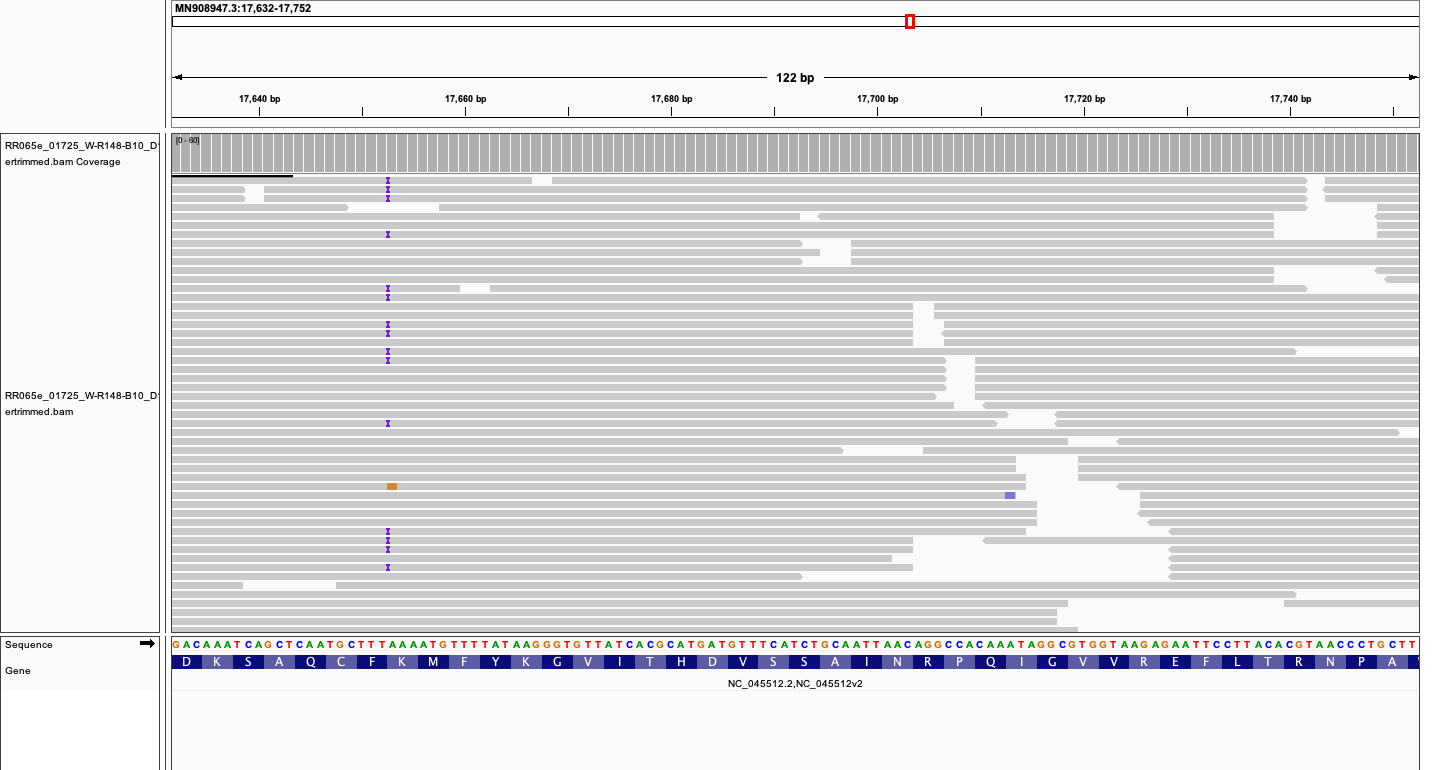 MN908947.3:17,632-17,752
122 bp
17,640 bp 17,660 bp 17,680 bp 17,700 bp 17,720 bp 17,740 bp
RR065e_01725_W-R148-B10_D
ertrimmed.bam Coverage
[0 - 60]
RR065e_01725_W-R148-B10_D
ertrimmed.bam
Sequence
GACAAATCAGCTCAATGCTTTAAAATGTTTTATAAGGGTGTTATCACGCATGATGTTTCATCTGCAATTAACAGGCCACAAATAGGCGTGGTAAGAGAATTCCTTACACGTAACCCTGCTT
Gene
D K S A Q C F K M F Y K G V I T H D V S S A I N R P Q I G V V R E F L T R N P A
NC_045512.2,NC_045512v2